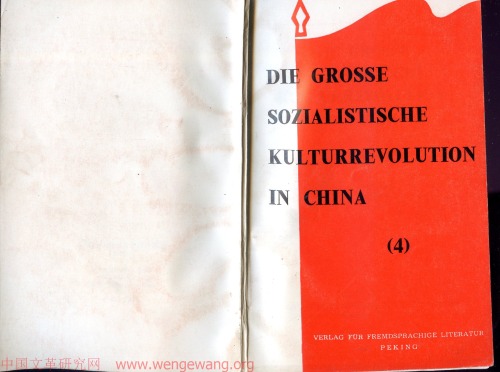 DIE GROSSE
SOZIALISTISCHE
KULTURREVOLUTION
IN CHINA
(4)
VERLAG FÜR FREMDSPRACHIGE LITERATUR
PEKING
中国文革研究网 www.wengewang.org